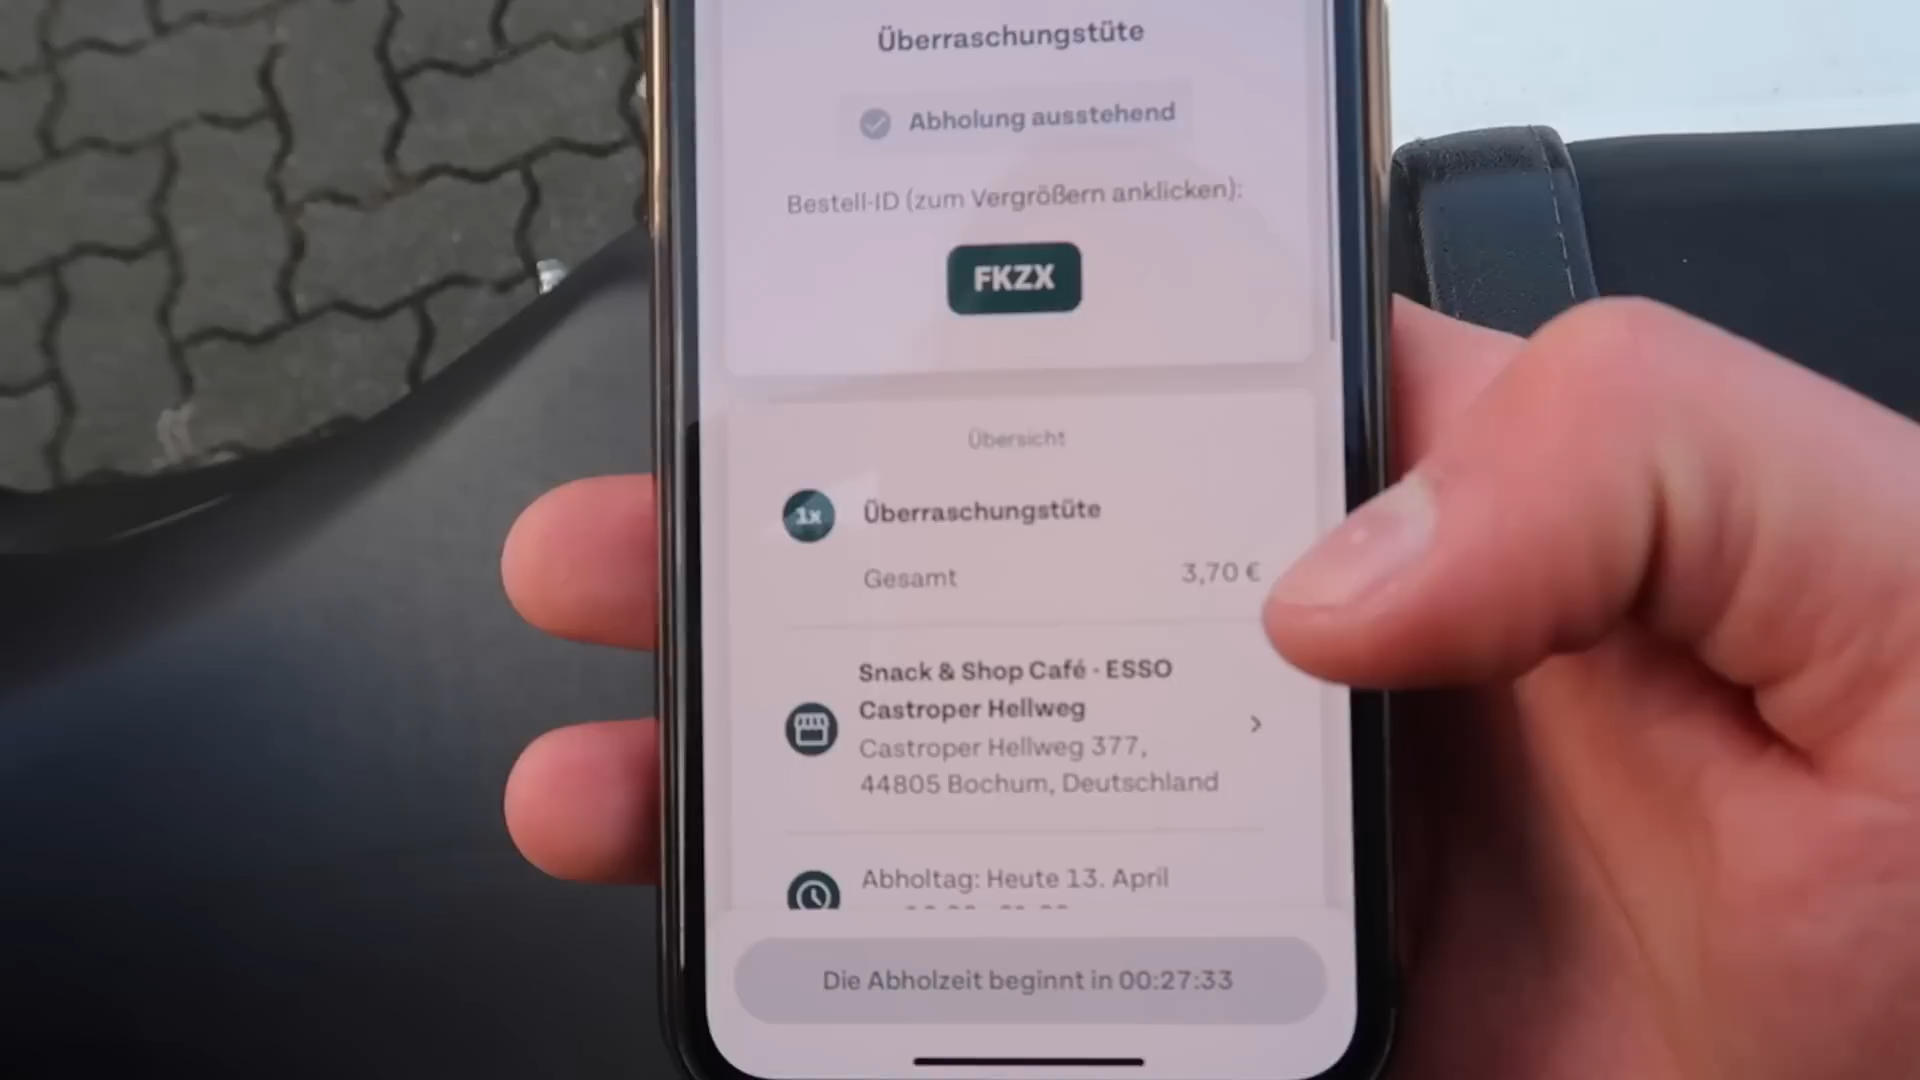 Überraschungstüte
Abholung ausstehend
Bestell-ID (zum Vergrößern anklicken):
FKZX
Übersicht
1x Überraschungstüte
Gesamt 3,70 €
Snack & Shop Café - ESSO
Castroper Hellweg
Castroper Hellweg 377,
44805 Bochum, Deutschland
Abholtag: Heute 13. April
Die Abholzeit beginnt in 00:27:33